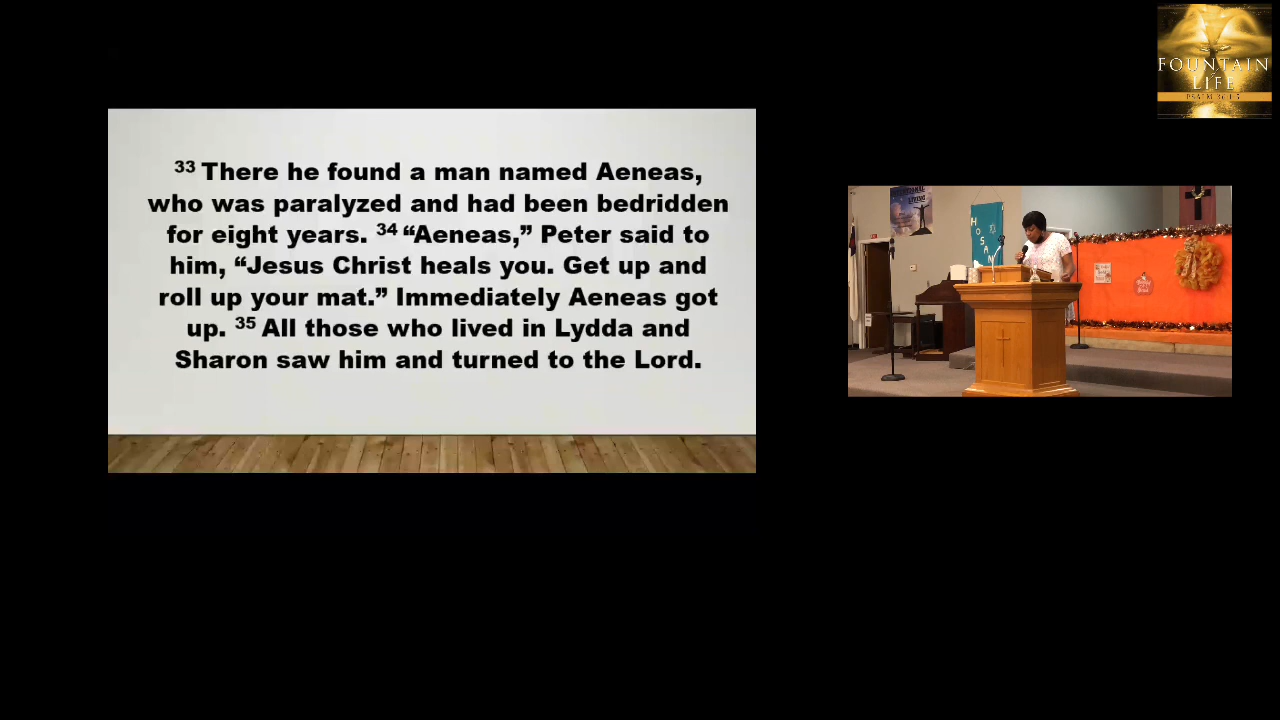 33 There he found a man named Aeneas,
who was paralyzed and had been bedridden
for eight years. 34 “Aeneas,” Peter said to
him, “Jesus Christ heals you. Get up and
roll up your mat.” Immediately Aeneas got
up. 35 All those who lived in Lydda and
Sharon saw him and turned to the Lord.
FOUNTAIN
LIFE
HOSAN
LIVING